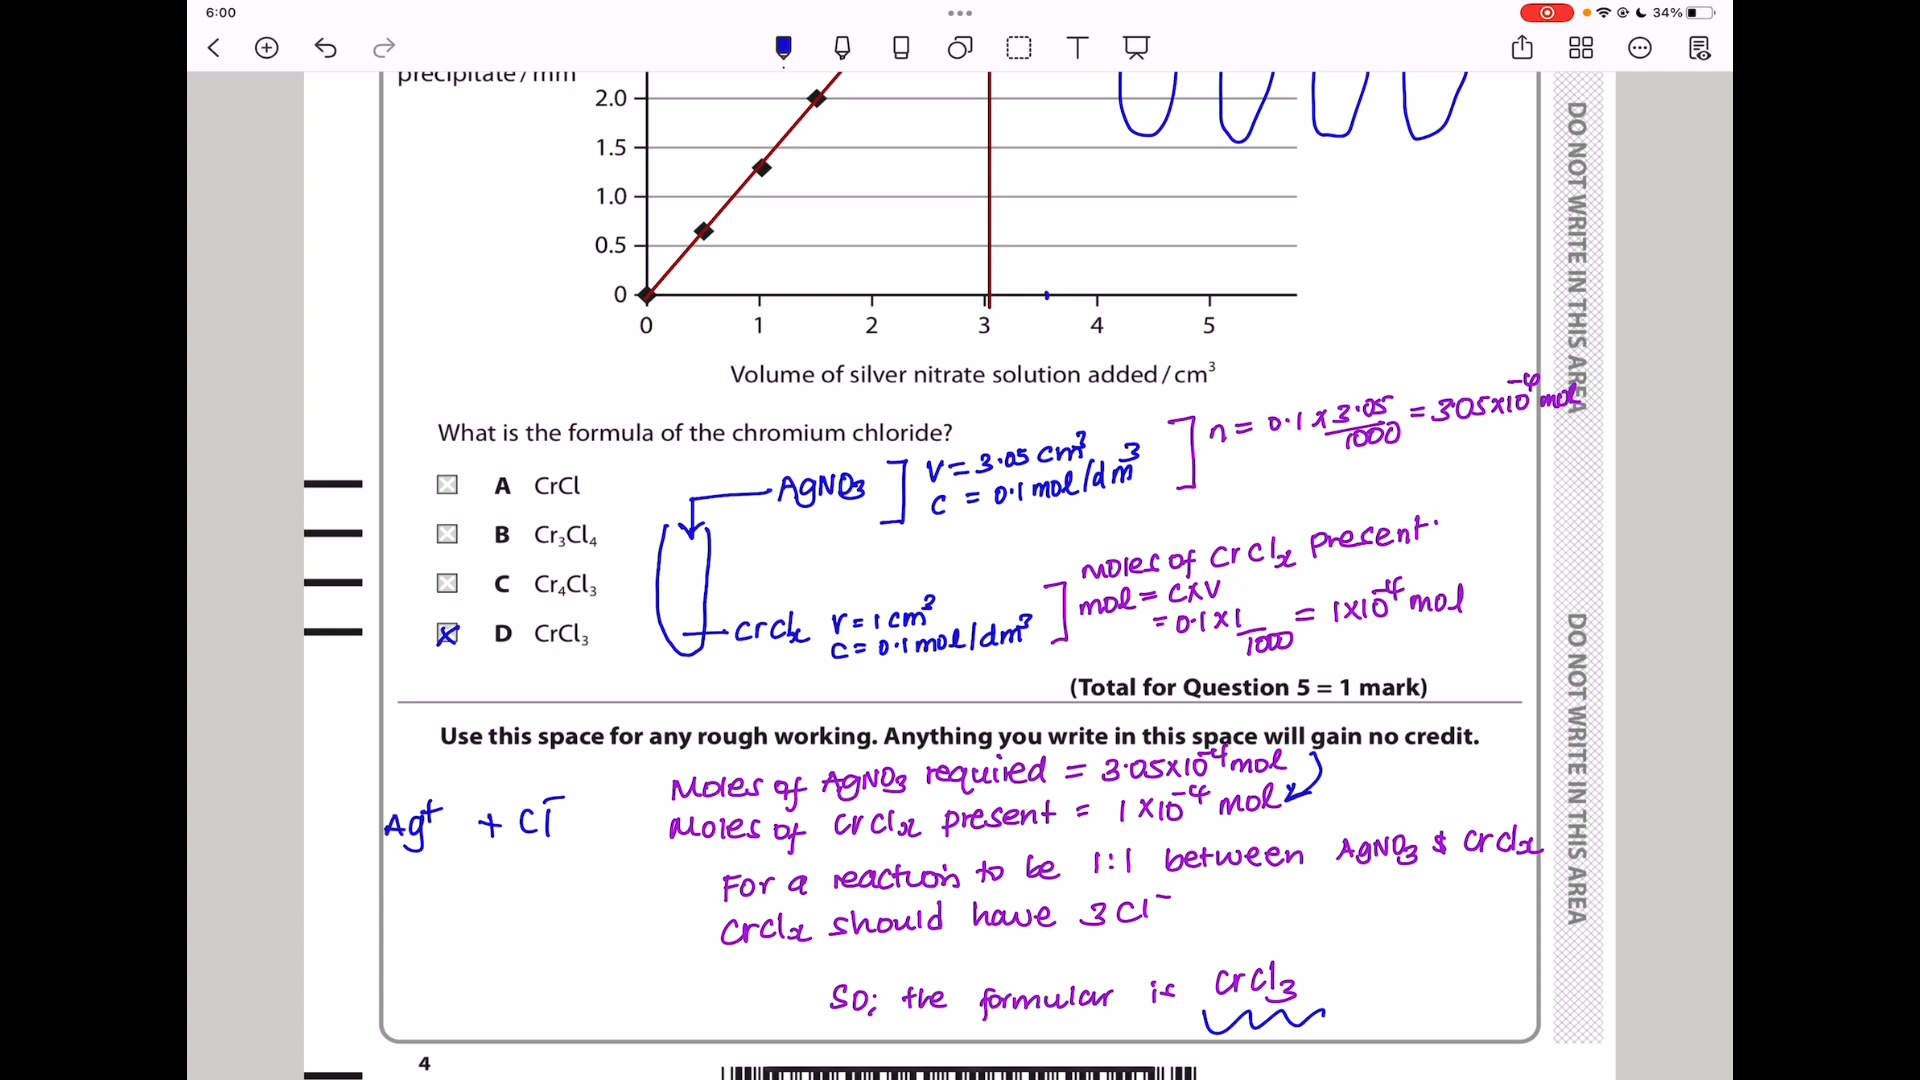 6:00
34%
precipitate/mm
2.0
1.5
1.0
0.5
0
0 1 2 3 4 5
Volume of silver nitrate solution added/cm³
What is the formula of the chromium chloride?
A CrCl
B Cr₃Cl₄
C Cr₄Cl₃
D CrCl₃
AgNO₃ ] V = 3.05 cm³
C = 0.1 mol/dm³
] n = 0.1 x 3.05/1000 = 3.05x10⁻⁴ mol
CrClx V = 1 cm³
C = 0.1 mol/dm³
] moles of CrClx present.
mol = CxV
= 0.1 x 1/1000 = 1x10⁻⁴ mol
(Total for Question 5 = 1 mark)
Use this space for any rough working. Anything you write in this space will gain no credit.
Moles of AgNO₃ required = 3.05x10⁻⁴ mol
Moles of CrClx present = 1 x10⁻⁴ mol
Ag⁺ + Cl⁻
For a reaction to be 1:1 between AgNO₃ & CrClx
CrClx should have 3Cl⁻
So; the formular is CrCl₃
4
DO NOT WRITE IN THIS AREA
DO NOT WRITE IN THIS AREA